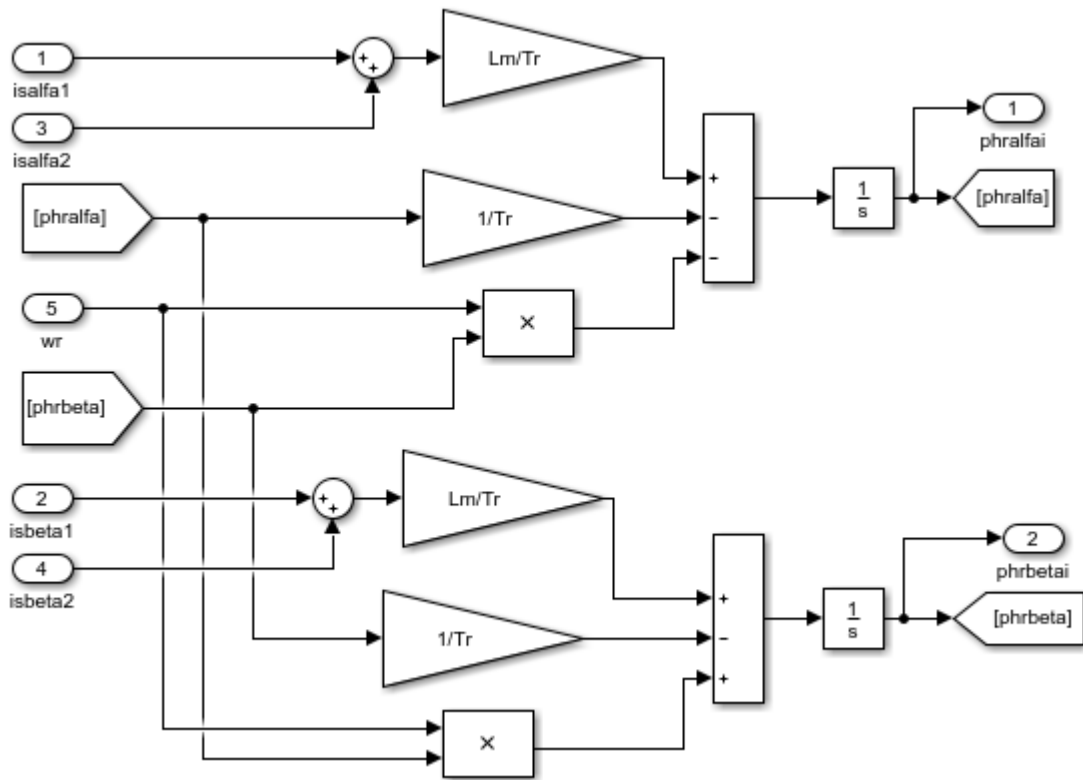 1
isalfa1
Lm/Tr
3
isalfa2
1
phralfai
[phralfa]
1/Tr
1
s
[phralfa]
5
wr
×
[phrbeta]
2
isbeta1
Lm/Tr
4
isbeta2
2
phrbetai
1/Tr
1
s
[phrbeta]
×
+
+
+
−
−
+
+
+
−
+